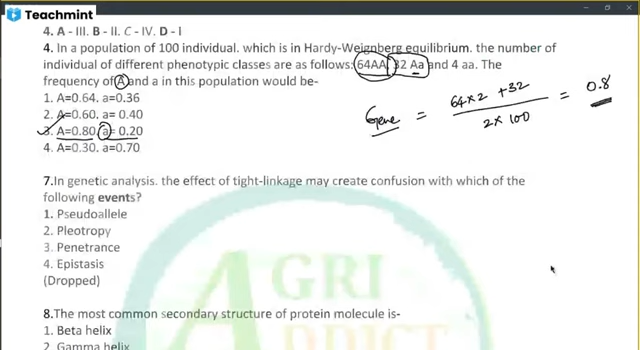 Teachmint
4. A - III. B - II. C - IV. D - I
4. In a population of 100 individual. which is in Hardy-Weignberg equilibrium. the number of
individual of different phenotypic classes are as follows: 64AA. 32 Aa and 4 aa. The
frequency of A and a in this population would be-
1. A=0.64. a=0.36
2. A=0.60. a= 0.40
3. A=0.80. a= 0.20
4. A=0.30. a=0.70
Gene = 64 x 2 + 32 / 2 x 100 = 0.8
7.In genetic analysis. the effect of tight-linkage may create confusion with which of the
following events?
1. Pseudoallele
2. Pleotropy
3. Penetrance
4. Epistasis
(Dropped)
AGRI
ADDICT
8.The most common secondary structure of protein molecule is-
1. Beta helix
2. Gamma helix